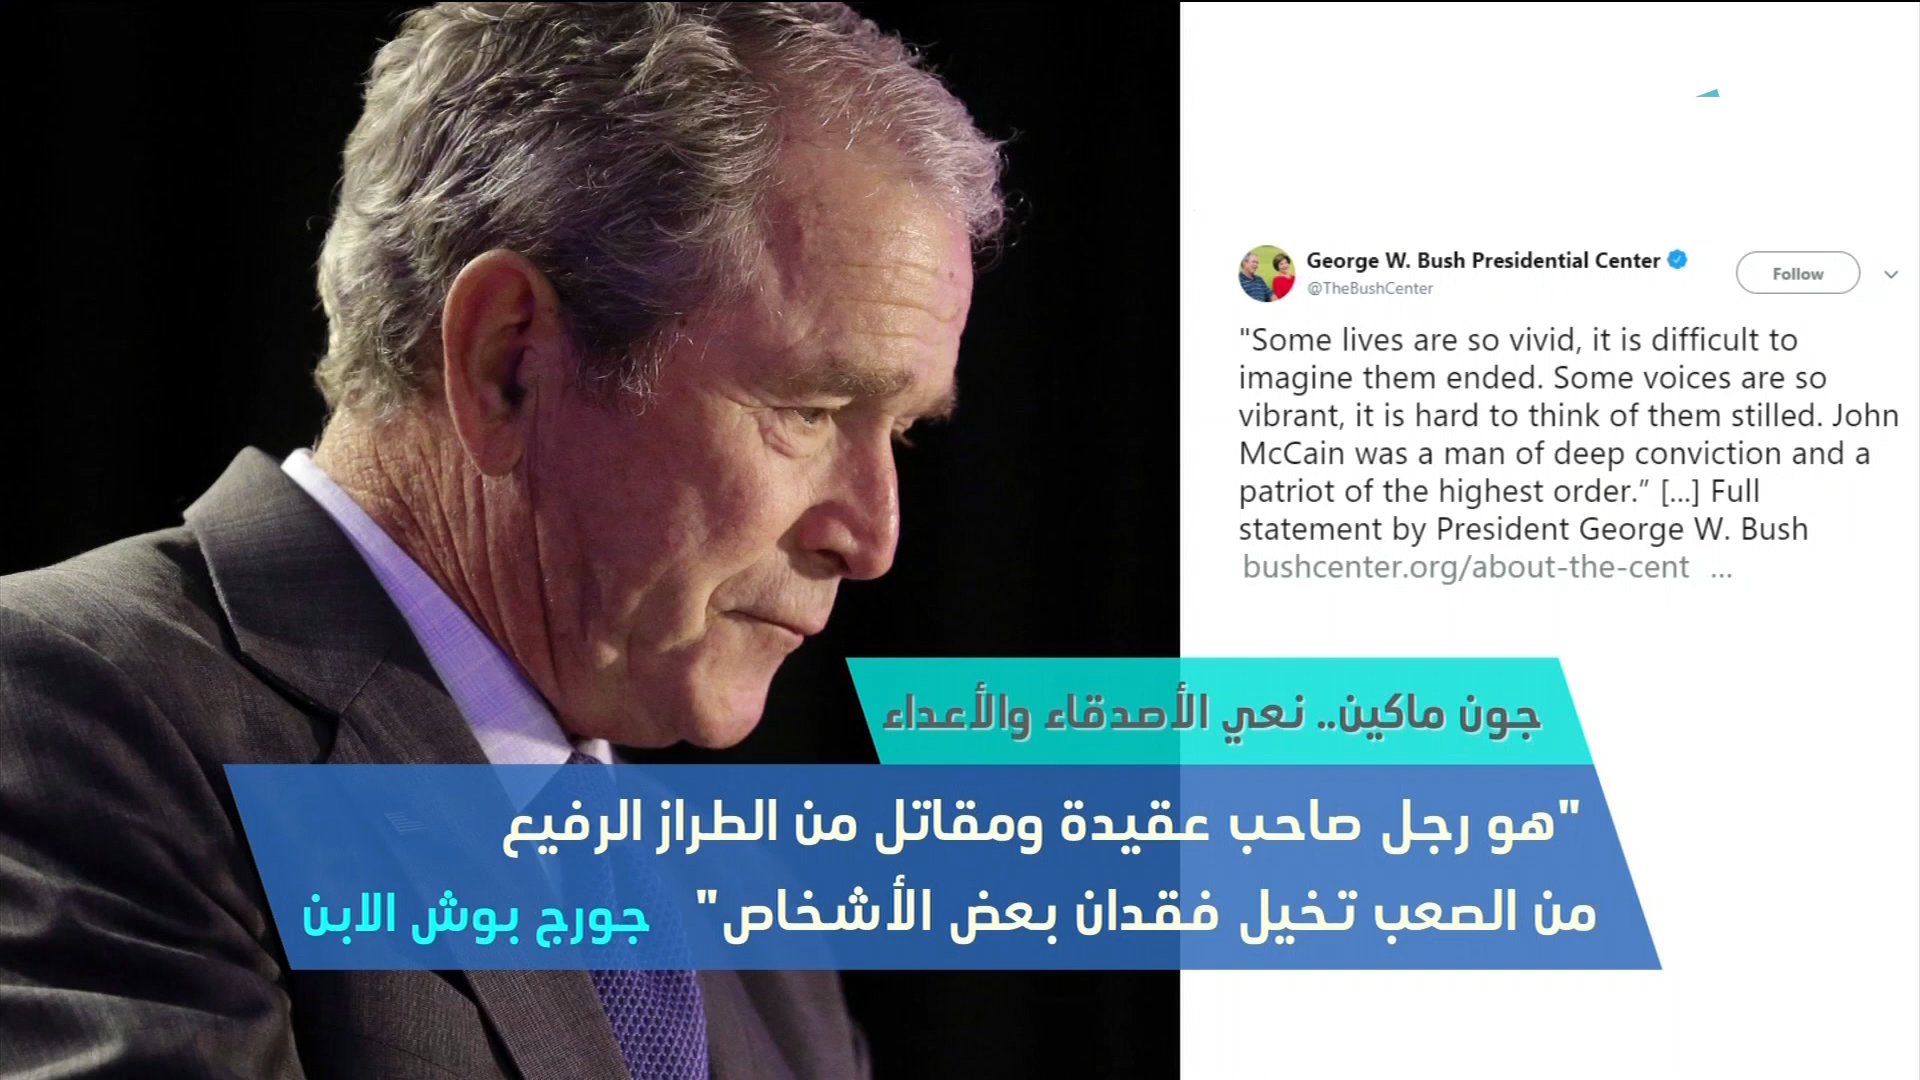 George W. Bush Presidential Center
@TheBushCenter
Follow
"Some lives are so vivid, it is difficult to
imagine them ended. Some voices are so
vibrant, it is hard to think of them stilled. John
McCain was a man of deep conviction and a
patriot of the highest order.” [...] Full
statement by President George W. Bush
bushcenter.org/about-the-cent ...
جون ماكين.. نعي الأصدقاء والأعداء
"هو رجل صاحب عقيدة ومقاتل من الطراز الرفيع
من الصعب تخيل فقدان بعض الأشخاص" جورج بوش الابن